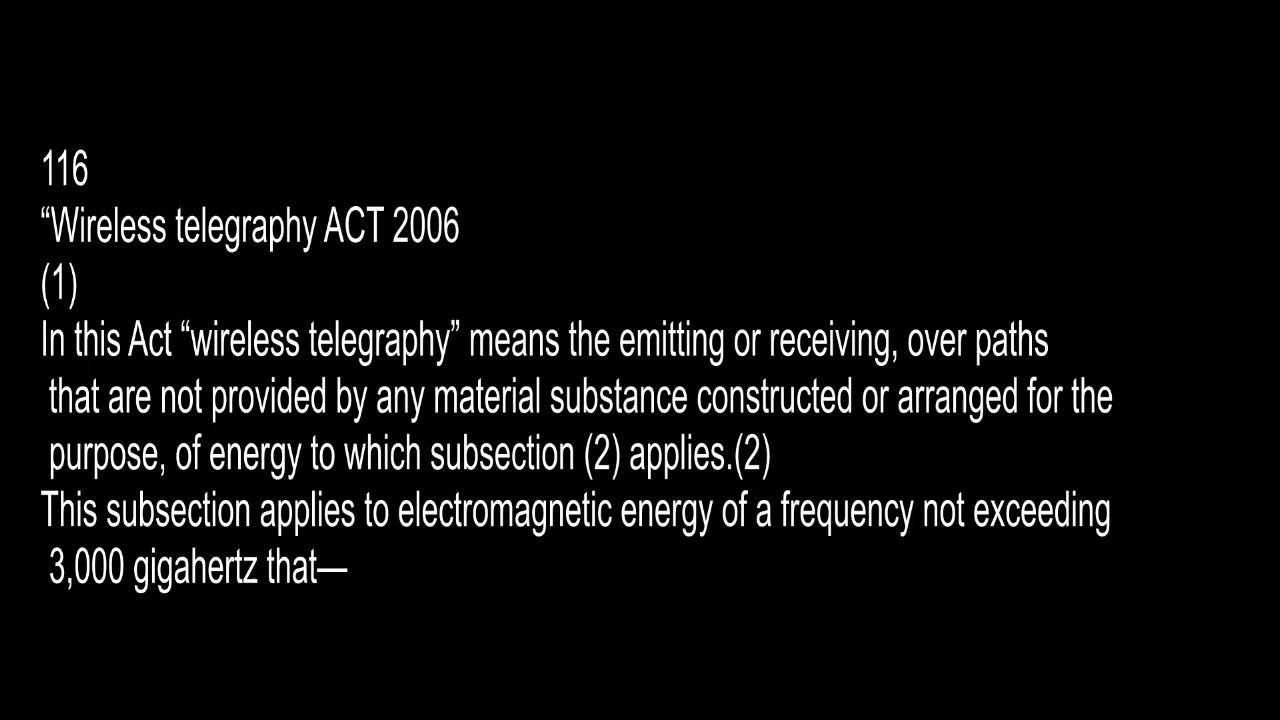 116
“Wireless telegraphy ACT 2006
(1)
In this Act “wireless telegraphy” means the emitting or receiving, over paths
that are not provided by any material substance constructed or arranged for the
purpose, of energy to which subsection (2) applies.(2)
This subsection applies to electromagnetic energy of a frequency not exceeding
3,000 gigahertz that—